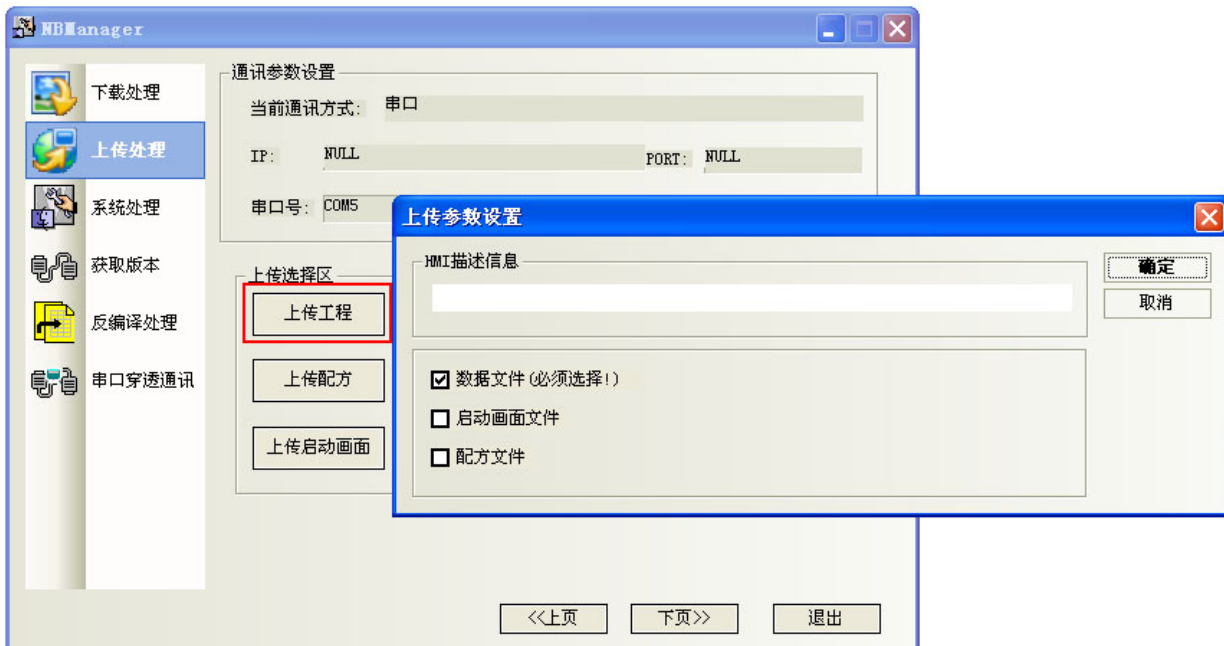 NBManager
下载处理
上传处理
系统处理
获取版本
反编译处理
串口穿透通讯
通讯参数设置
当前通讯方式: 串口
IP: NULL PORT: NULL
串口号: COM5
上传选择区
上传工程
上传配方
上传启动画面
上传参数设置
HMI描述信息
确定
取消
数据文件(必须选择!)
启动画面文件
配方文件
<<上页 下页>> 退出